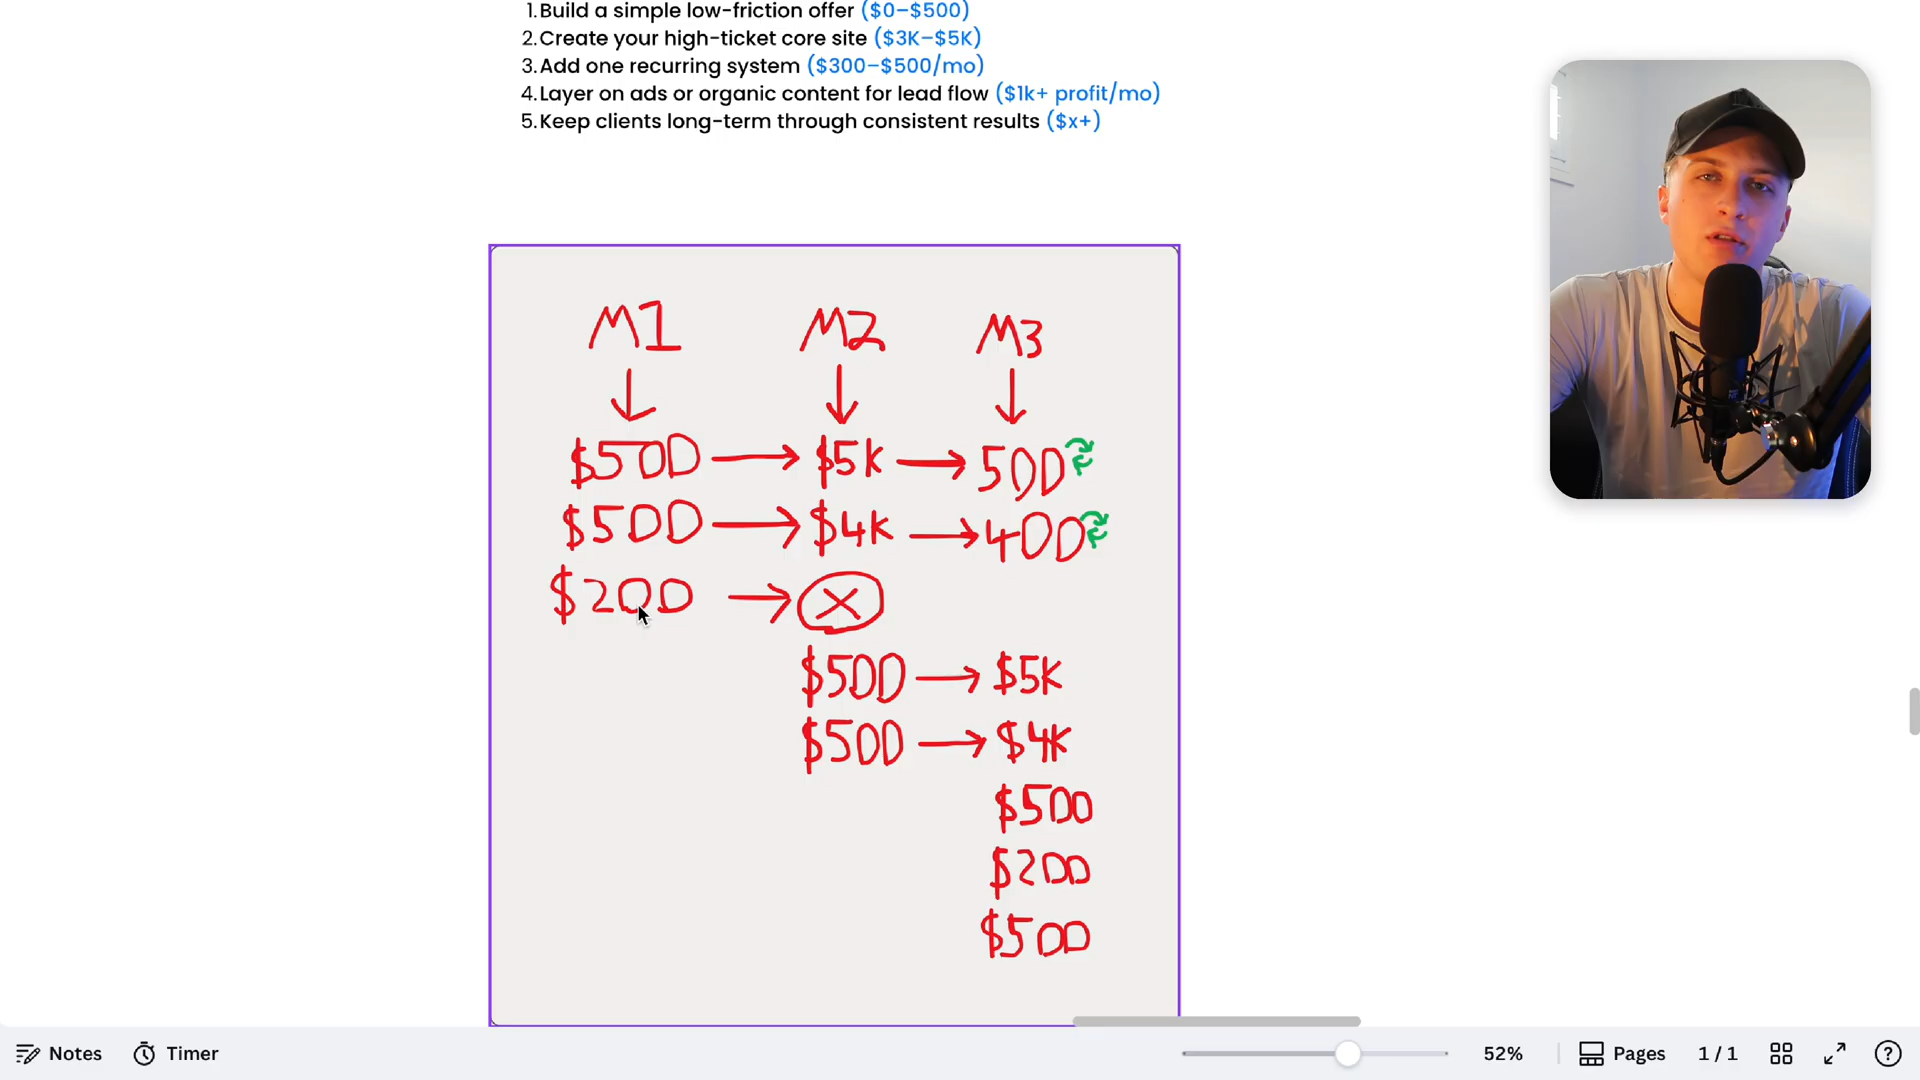 1. Build a simple low-friction offer ($0–$500)
2. Create your high-ticket core site ($3K–$5K)
3. Add one recurring system ($300–$500/mo)
4. Layer on ads or organic content for lead flow ($1k+ profit/mo)
5. Keep clients long-term through consistent results ($x+)
M1 M2 M3
$500 → $5K → 500
$500 → $4K → 400
$200 → X
$500 → $5K
$500 → $4K
$500
$200
$500
Notes Timer 52% Pages 1 / 1